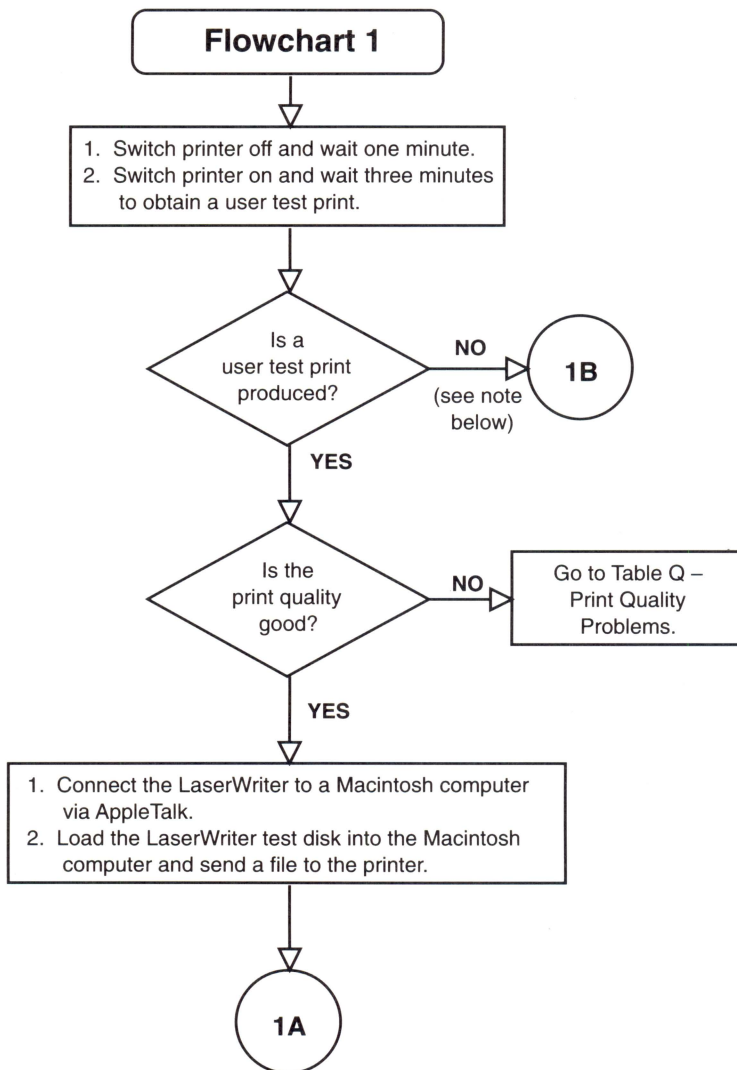 Flowchart 1
1. Switch printer off and wait one minute.
2. Switch printer on and wait three minutes
to obtain a user test print.
Is a
user test print
produced?
NO
(see note
below)
1B
YES
Is the
print quality
good?
NO
Go to Table Q –
Print Quality
Problems.
YES
1. Connect the LaserWriter to a Macintosh computer
via AppleTalk.
2. Load the LaserWriter test disk into the Macintosh
computer and send a file to the printer.
1A